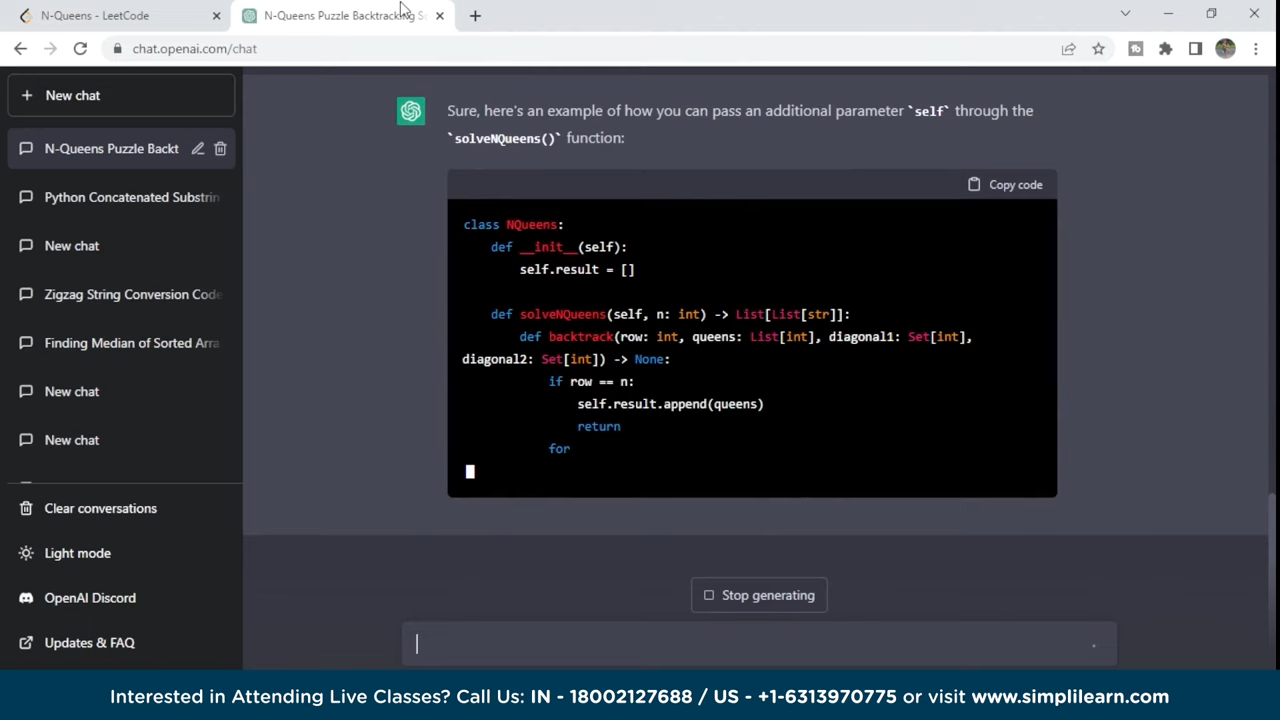 N-Queens - LeetCode
N-Queens Puzzle Backtracking So
chat.openai.com/chat
New chat
N-Queens Puzzle Backt
Python Concatenated Substrin
New chat
Zigzag String Conversion Code
Finding Median of Sorted Arra
New chat
New chat
Clear conversations
Light mode
OpenAI Discord
Updates & FAQ
Sure, here's an example of how you can pass an additional parameter `self` through the
`solveNQueens()` function:
Copy code
class NQueens:
def __init__(self):
self.result = []
def solveNQueens(self, n: int) -> List[List[str]]:
def backtrack(row: int, queens: List[int], diagonal1: Set[int],
diagonal2: Set[int]) -> None:
if row == n:
self.result.append(queens)
return
for
Stop generating
Interested in Attending Live Classes? Call Us: IN - 18002127688 / US - +1-6313970775 or visit www.simplilearn.com